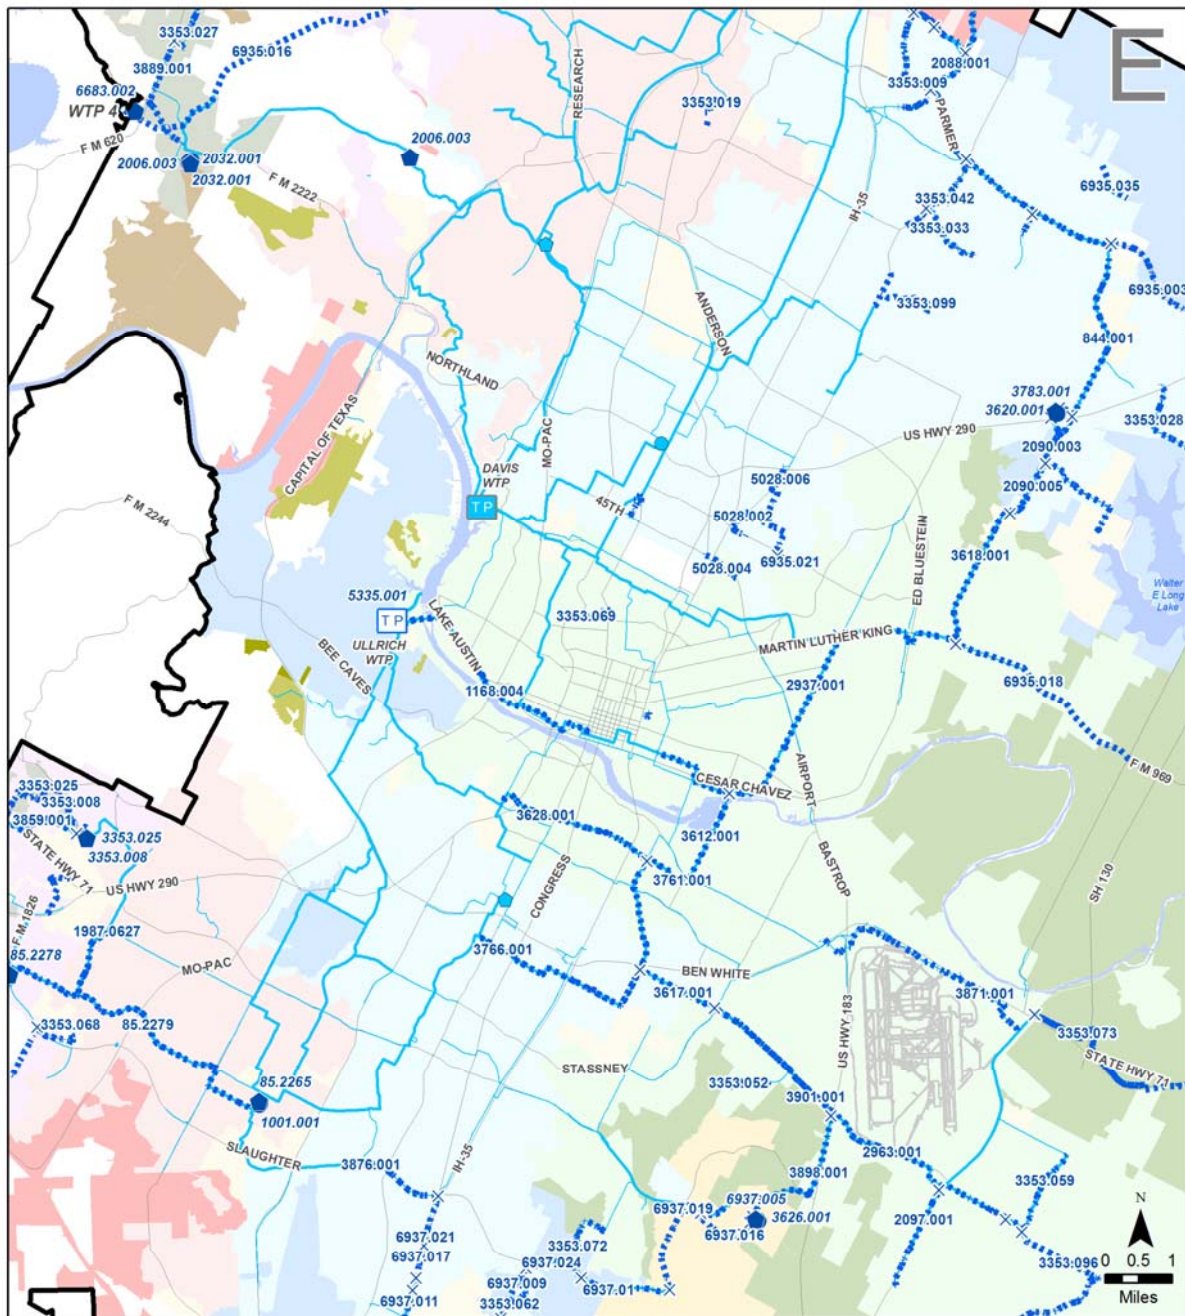 3353.027
6935.016
3889.001
6683.002
WTP 4
F M 620
2006.003
2032.001
2032.001
F M 2222
2006.003
RESEARCH
3353.019
2088.001
3353.009
PARMER
E
IH-35
3353.042
3353.033
6935.035
3353.099
6935.003
844.001
ANDERSON
NORTHLAND
MO-PAC
CAPITAL OF TEXAS
3783.001
3620.001
US HWY 290
3353.028
2090.003
2090.005
DAVIS
WTP
T P
45TH
5028.006
5028.002
6935.021
5028.004
ED BLUESTEIN
3618.001
F M 2244
Walter
E Long
Lake
5335.001
T P
ULLRICH
WTP
LAKE AUSTIN
BEE CAVES
3353.069
1168.004
MARTIN LUTHER KING
2937.001
6935.018
F M 969
AIRPORT
CESAR CHAVEZ
3353.025
3353.008
3859.001
3353.025
3353.008
STATE HWY 71
US HWY 290
3628.001
3612.001
3761.001
BASTROP
SH 130
CONGRESS
F M 1826
1987.0627
85.2278
MO-PAC
3766.001
BEN WHITE
3617.001
US HWY 183
3871.001
3353.073
STATE HWY 71
3353.068
85.2279
STASSNEY
3353.052
3901.001
85.2265
1001.001
SLAUGHTER
3876.001
IH-35
2963.001
3898.001
3353.059
6937.005
3626.001
6937.019
6937.016
2097.001
6937.021
6937.017
6937.011
3353.072
6937.024
6937.009
3353.062
6937.01
3353.096
N
0 0.5 1
Miles